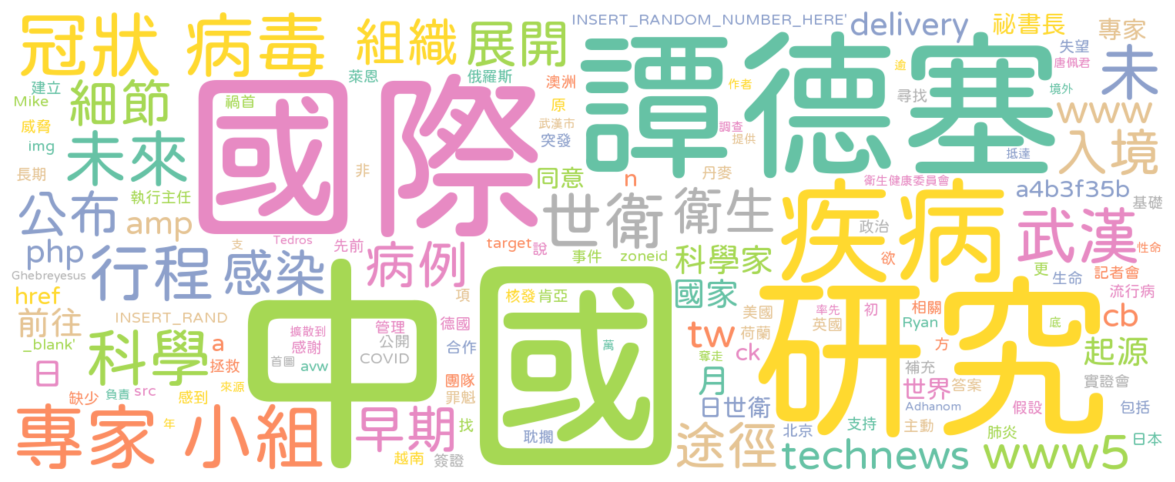 冠狀 病毒 組織 展開 INSERT_RANDOM_NUMBER_HERE' delivery 祕書長 專家
失望 唐佩君 未
建立 Mike 細節 禍首 萊恩 俄羅斯 澳洲 譚德塞 逾 作者 尋找 境外 www
威脅 img 未來 國際 原 武漢市 突發 調查 提供 抵達 入境
長期 執行主任 非 同意 n 丹麥 衛生健康委員會 a4b3f35b 基礎
公布 amp 世衛 衛生 疾病 政治 武漢 性命
php 行程 感染 支 Tedros 先前 病例 target 說 事件 zoneid 科學家 欲 更 生命 記者會
Ghebreyesus href INSERT_RAND 項 核發 肯亞 國家 研究 流行病
前往 _blank' 科學 a 擴散到 管理 德國 中國 美國 率先 初 相關 cb
感謝 公開 荷蘭 英國 Ryan 方 底 起源
日 拯救 首圖 avw COVID 合作 萬 tw 奪走 ck 補充 實證會
缺少 負責 src 感到 來源 團隊 罪魁 月 世界 答案 Adhanom 假設 包括
專家 小組 年 早期 找 耽擱 日世衛 北京 支持 主動 肺炎 日本
越南 簽證 途徑 technews www5